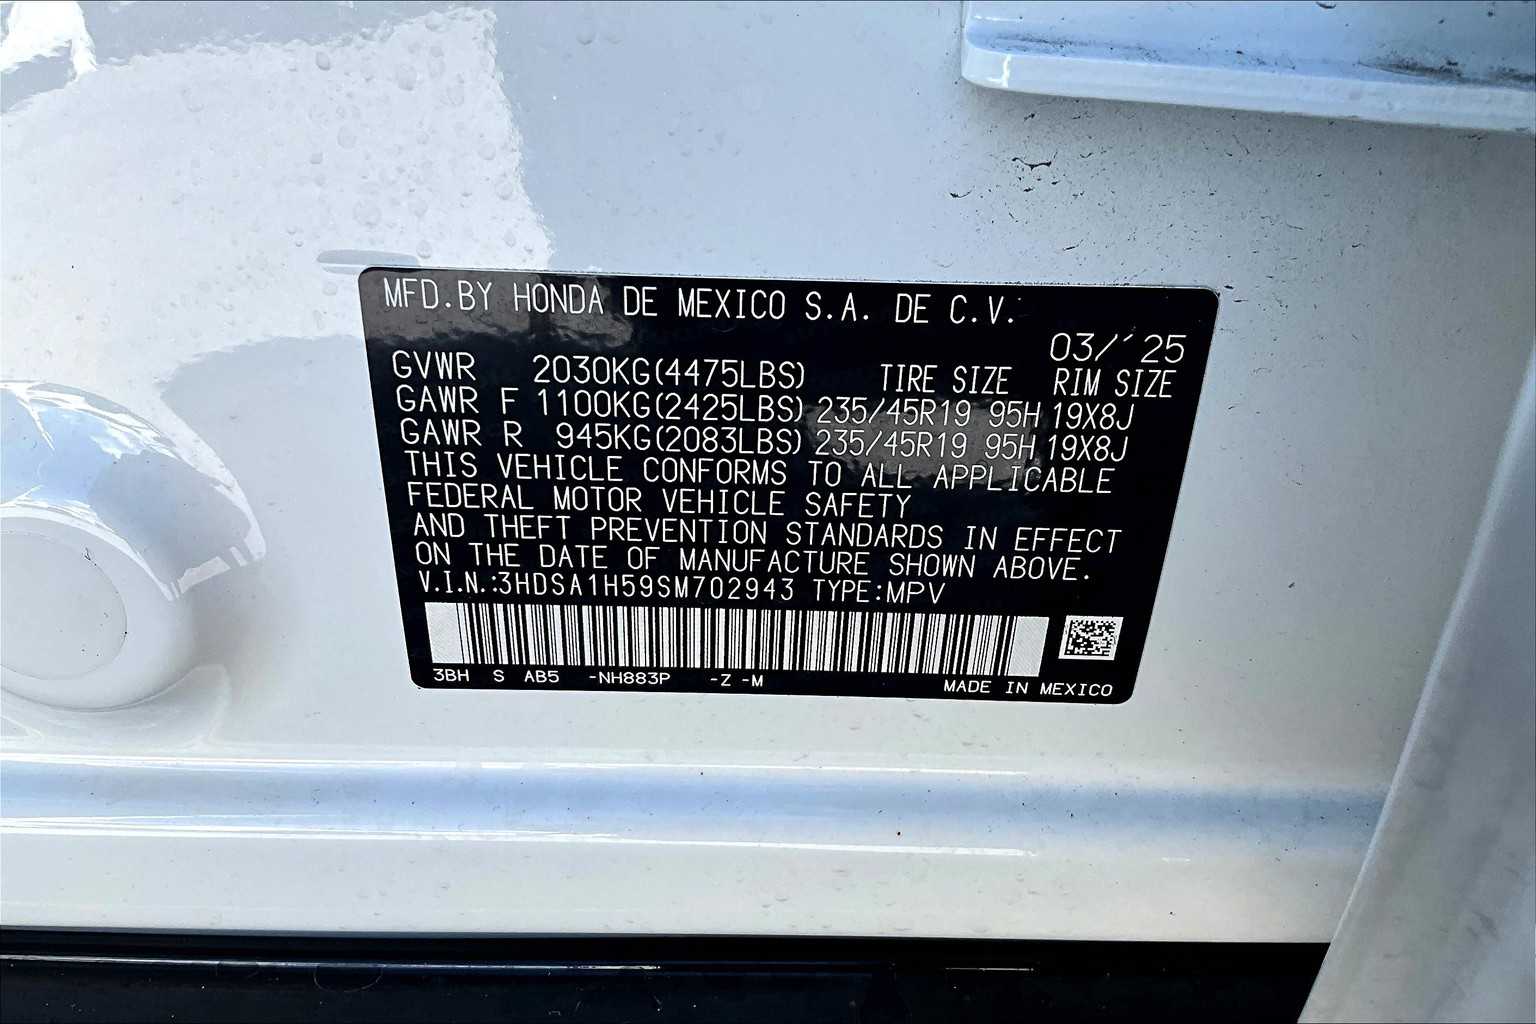 MFD.BY HONDA DE MEXICO S.A. DE C.V.
03/'25
GVWR 2030KG(4475LBS) TIRE SIZE RIM SIZE
GAWR F 1100KG(2425LBS) 235/45R19 95H 19X8J
GAWR R 945KG(2083LBS) 235/45R19 95H 19X8J
THIS VEHICLE CONFORMS TO ALL APPLICABLE
FEDERAL MOTOR VEHICLE SAFETY
AND THEFT PREVENTION STANDARDS IN EFFECT
ON THE DATE OF MANUFACTURE SHOWN ABOVE.
V.I.N.:3HDSA1H59SM702943 TYPE:MPV
3BH S AB5 -NH883P -Z -M MADE IN MEXICO